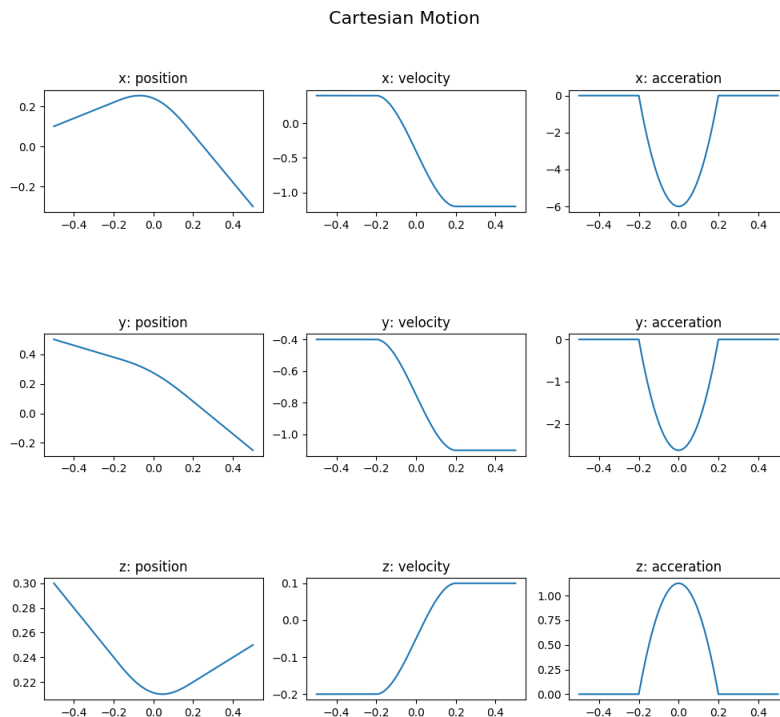 Cartesian Motion
x: position
x: velocity
x: acceration
0.2
0.0
−0.2
−0.4 −0.2 0.0 0.2 0.4
0.0
−0.5
−1.0
−0.4 −0.2 0.0 0.2 0.4
0
−2
−4
−6
−0.4 −0.2 0.0 0.2 0.4
y: position
y: velocity
y: acceration
0.4
0.2
0.0
−0.2
−0.4 −0.2 0.0 0.2 0.4
−0.4
−0.6
−0.8
−1.0
−0.4 −0.2 0.0 0.2 0.4
0
−1
−2
−0.4 −0.2 0.0 0.2 0.4
z: position
z: velocity
z: acceration
0.30
0.28
0.26
0.24
0.22
−0.4 −0.2 0.0 0.2 0.4
0.1
0.0
−0.1
−0.2
−0.4 −0.2 0.0 0.2 0.4
1.00
0.75
0.50
0.25
0.00
−0.4 −0.2 0.0 0.2 0.4